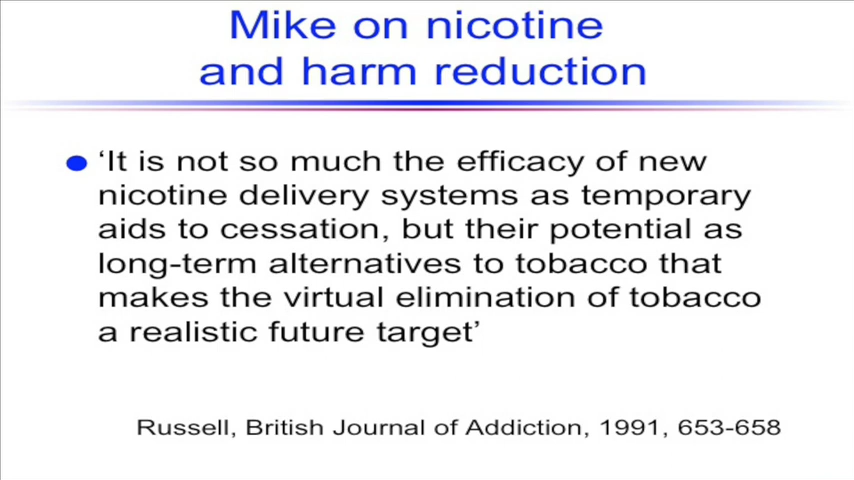 Mike on nicotine
and harm reduction
‘It is not so much the efficacy of new
nicotine delivery systems as temporary
aids to cessation, but their potential as
long-term alternatives to tobacco that
makes the virtual elimination of tobacco
a realistic future target’
Russell, British Journal of Addiction, 1991, 653-658